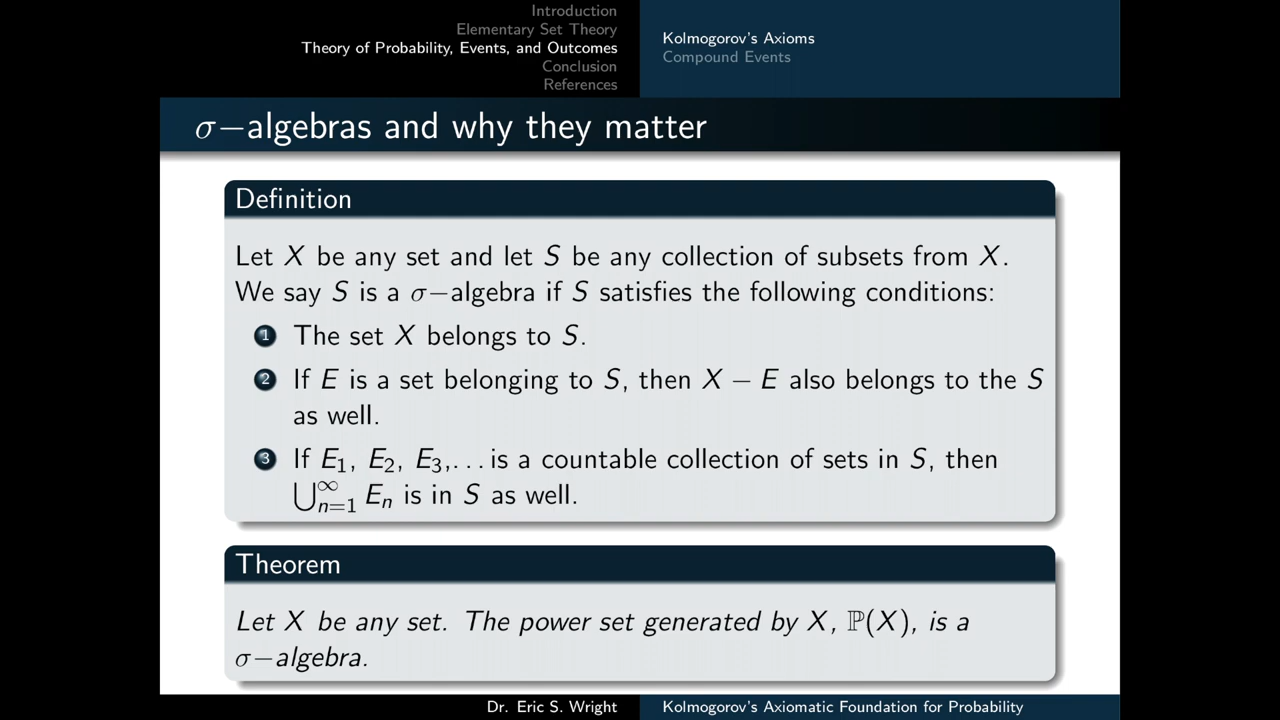 Introduction
Elementary Set Theory
Theory of Probability, Events, and Outcomes
Conclusion
References
Kolmogorov's Axioms
Compound Events
σ−algebras and why they matter
Definition
Let X be any set and let S be any collection of subsets from X.
We say S is a σ−algebra if S satisfies the following conditions:
1 The set X belongs to S.
2 If E is a set belonging to S, then X − E also belongs to the S
as well.
3 If E₁, E₂, E₃,... is a countable collection of sets in S, then
⋃_{n=1}^{∞} Eₙ is in S as well.
Theorem
Let X be any set. The power set generated by X, ℙ(X), is a
σ−algebra.
Dr. Eric S. Wright
Kolmogorov's Axiomatic Foundation for Probability